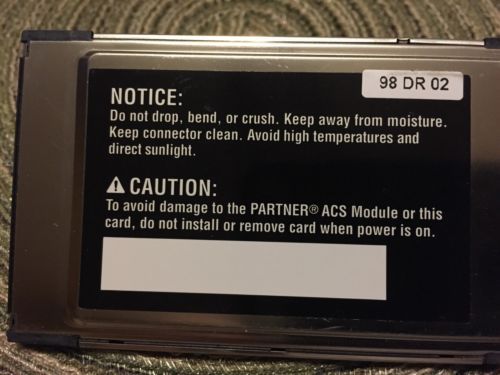 98 DR 02
NOTICE:
Do not drop, bend, or crush. Keep away from moisture.
Keep connector clean. Avoid high temperatures and
direct sunlight.
CAUTION:
To avoid damage to the PARTNER® ACS Module or this
card, do not install or remove card when power is on.